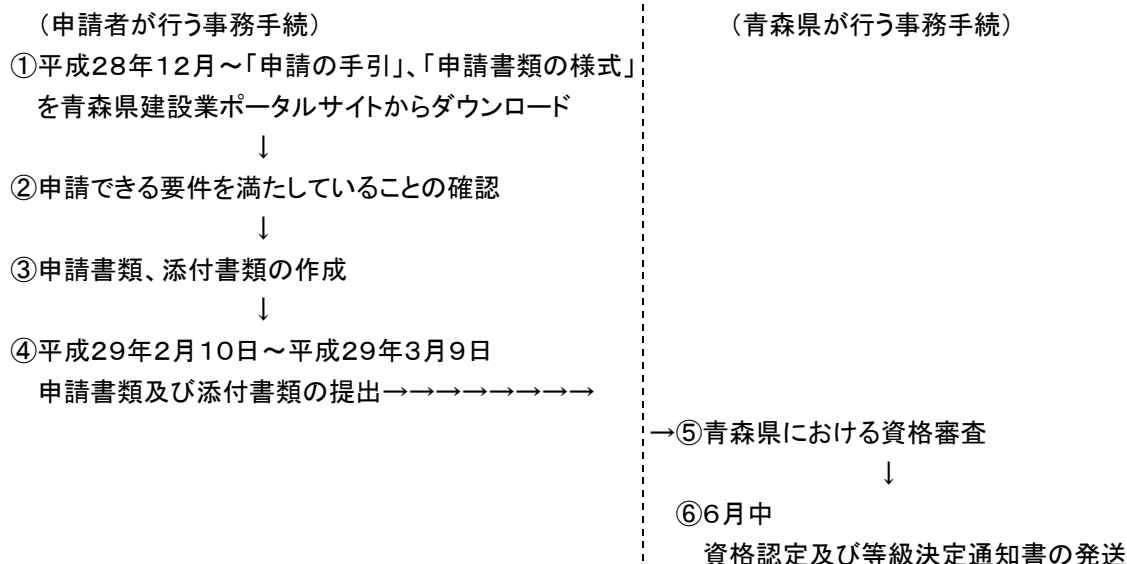 （申請者が行う事務手続）
（青森県が行う事務手続）
①平成２８年１２月～「申請の手引」、「申請書類の様式」
を青森県建設業ポータルサイトからダウンロード
↓
②申請できる要件を満たしていることの確認
↓
③申請書類、添付書類の作成
↓
④平成２９年２月１０日～平成２９年３月９日
申請書類及び添付書類の提出→→→→→→→→
→⑤青森県における資格審査
↓
⑥６月中
資格認定及び等級決定通知書の発送